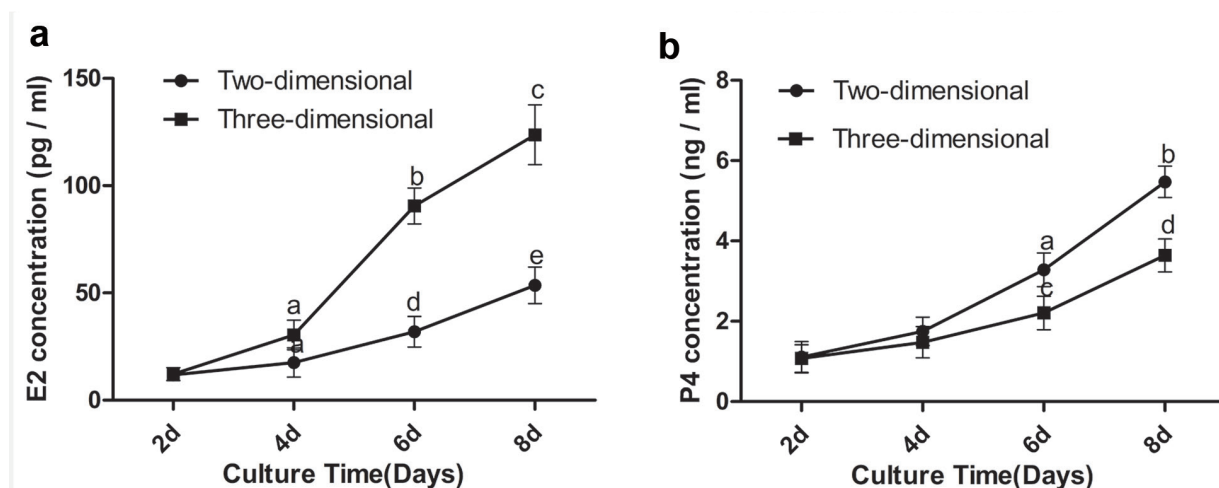 a
Two-dimensional
Three-dimensional
E2 concentration (pg / ml)
150
100
50
0
a
a
b
d
c
e
2d
4d
6d
8d
Culture Time(Days)
b
Two-dimensional
Three-dimensional
P4 concentration (ng / ml)
8
6
4
2
0
a
c
b
d
2d
4d
6d
8d
Culture Time(Days)